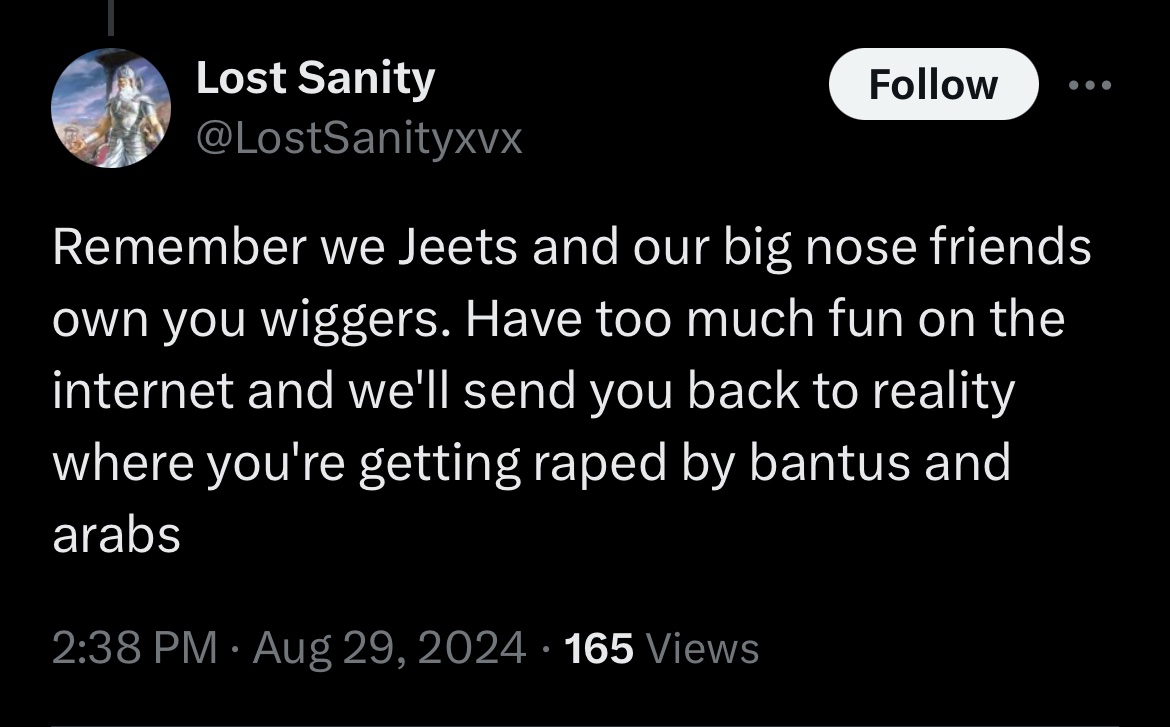 Lost Sanity
@LostSanityxvx
Follow
Remember we Jeets and our big nose friends
own you wiggers. Have too much fun on the
internet and we'll send you back to reality
where you're getting raped by bantus and
arabs
2:38 PM · Aug 29, 2024 · 165 Views